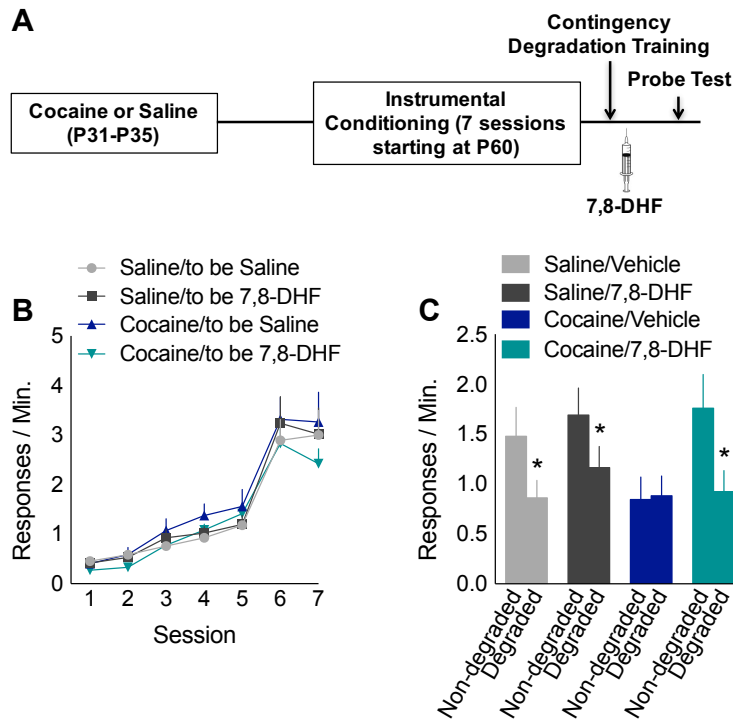 A
Contingency
Degradation Training
Probe Test
Cocaine or Saline
(P31-P35)
Instrumental
Conditioning (7 sessions
starting at P60)
7,8-DHF
B
Saline/to be Saline
Saline/to be 7,8-DHF
Cocaine/to be Saline
Cocaine/to be 7,8-DHF
Responses / Min.
5
4
3
2
1
0
1 2 3 4 5 6 7
Session
C
Saline/Vehicle
Saline/7,8-DHF
Cocaine/Vehicle
Cocaine/7,8-DHF
Responses / Min.
2.5
2.0
1.5
1.0
0.5
0.0
* * *
Non-degraded
Degraded
Non-degraded
Degraded
Non-degraded
Degraded
Non-degraded
Degraded